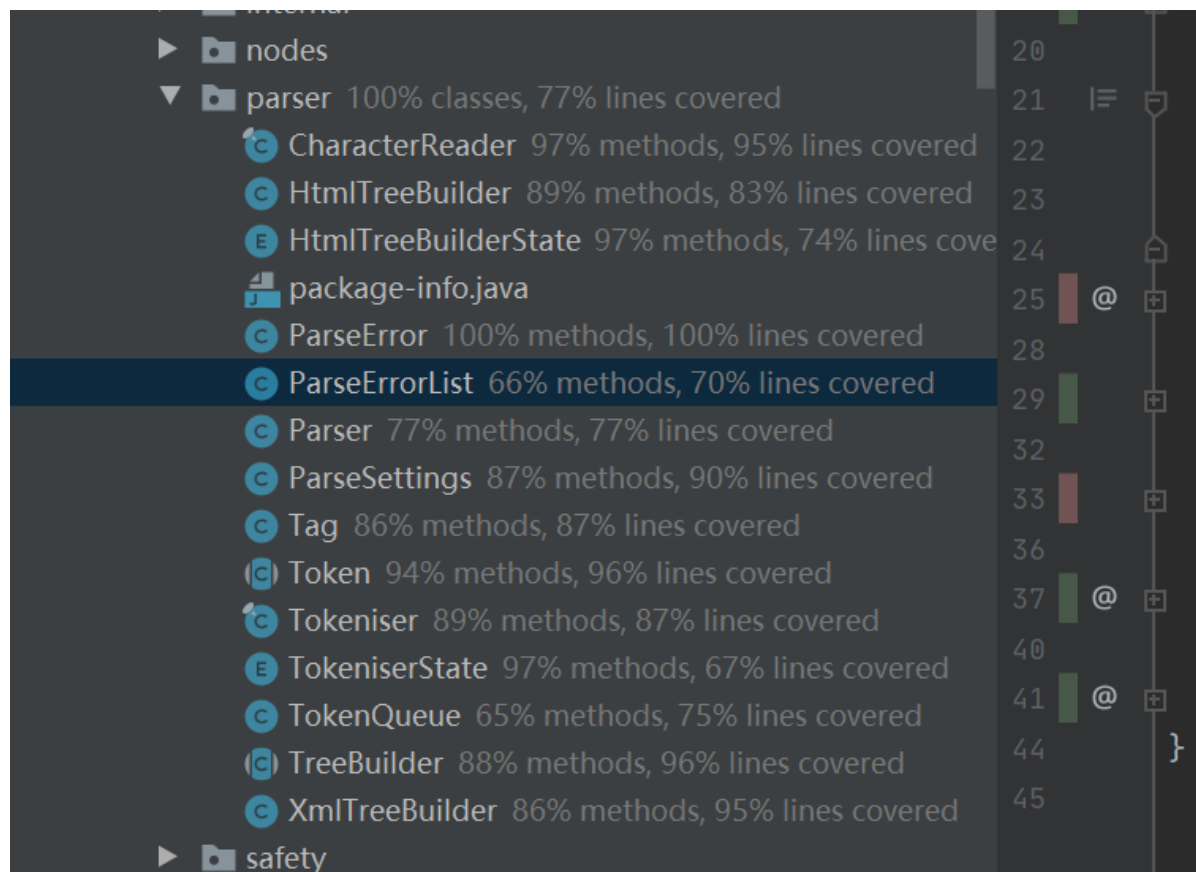 nodes
parser 100% classes, 77% lines covered
CharacterReader 97% methods, 95% lines covered
HtmlTreeBuilder 89% methods, 83% lines covered
HtmlTreeBuilderState 97% methods, 74% lines cove
package-info.java
ParseError 100% methods, 100% lines covered
ParseErrorList 66% methods, 70% lines covered
Parser 77% methods, 77% lines covered
ParseSettings 87% methods, 90% lines covered
Tag 86% methods, 87% lines covered
Token 94% methods, 96% lines covered
Tokeniser 89% methods, 87% lines covered
TokeniserState 97% methods, 67% lines covered
TokenQueue 65% methods, 75% lines covered
TreeBuilder 88% methods, 96% lines covered
XmlTreeBuilder 86% methods, 95% lines covered
safety
20
21
22
23
24
25 @
28
29
32
33
36
37 @
40
41 @
44 }
45